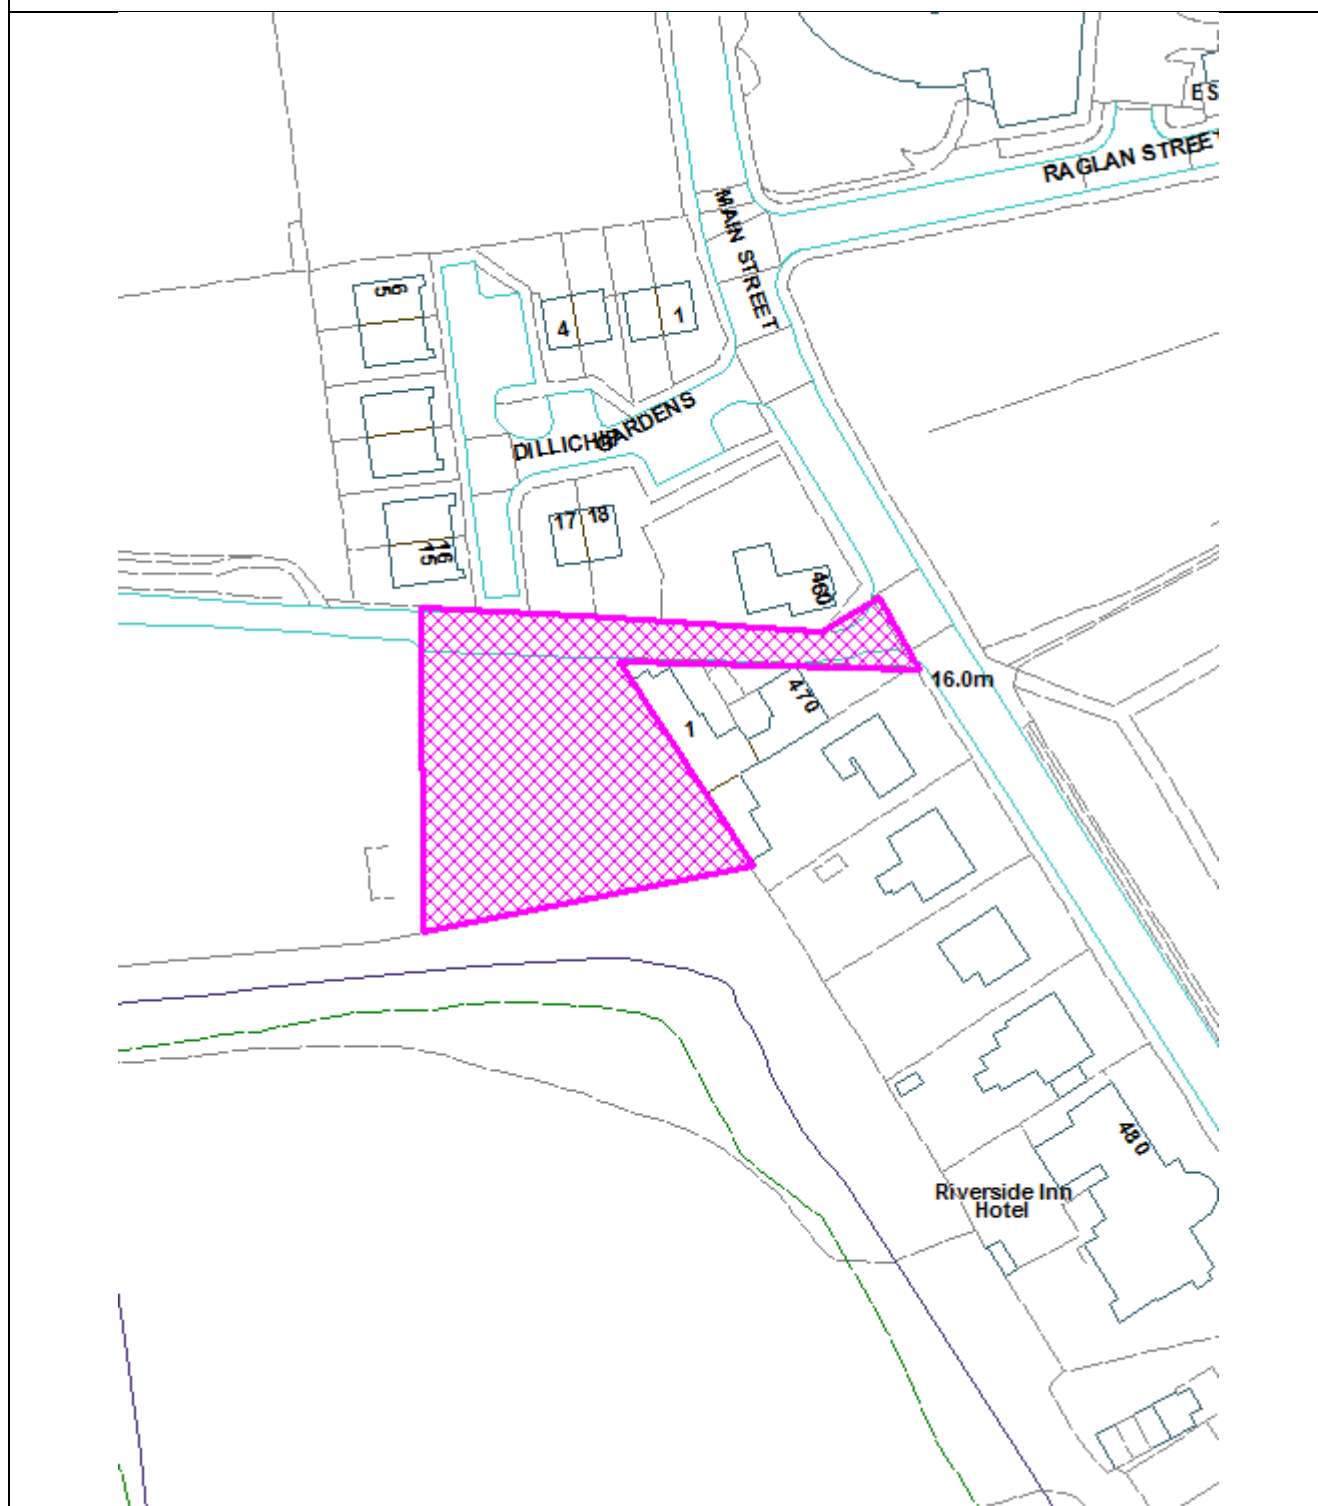 ES
RAGLAN STREET
MAIN STREET
5 6
4
1
DILLICHIP GARDENS
17 18
15 16
460
16.0m
470
1
480
Riverside Inn
Hotel